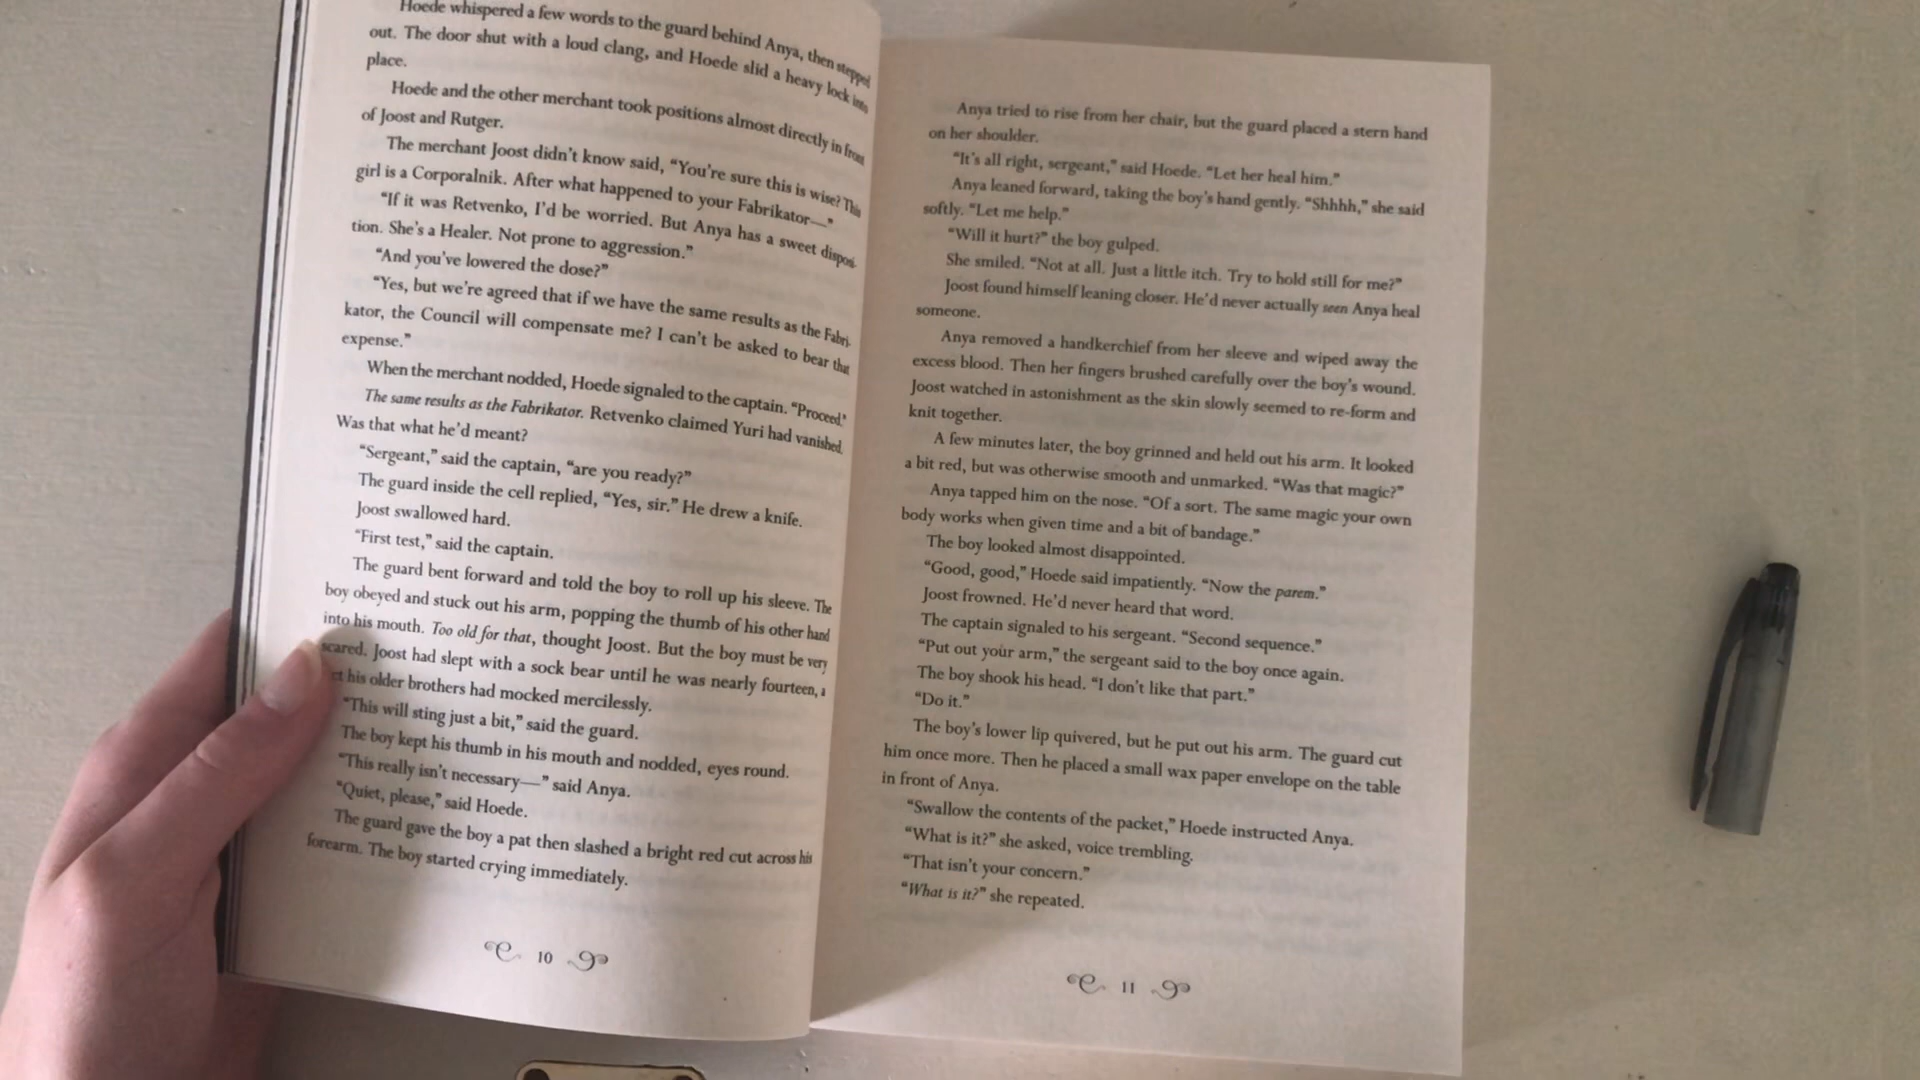 Hoede whispered a few words to the guard behind Anya, then stepped
out. The door shut with a loud clang, and Hoede slid a heavy lock into
place.
Hoede and the other merchant took positions almost directly in front
of Joost and Rutger.
The merchant Joost didn't know said, “You're sure this is wise? This
girl is a Corporalnik. After what happened to your Fabrikator—”
“If it was Retvenko, I'd be worried. But Anya has a sweet disposi-
tion. She's a Healer. Not prone to aggression.”
“And you've lowered the dose?”
“Yes, but we're agreed that if we have the same results as the Fabri-
kator, the Council will compensate me? I can't be asked to bear that
expense.”
When the merchant nodded, Hoede signaled to the captain. “Proceed.”
The same results as the Fabrikator. Retvenko claimed Yuri had vanished.
Was that what he'd meant?
“Sergeant,” said the captain, “are you ready?”
The guard inside the cell replied, “Yes, sir.” He drew a knife.
Joost swallowed hard.
“First test,” said the captain.
The guard bent forward and told the boy to roll up his sleeve. The
boy obeyed and stuck out his arm, popping the thumb of his other hand
into his mouth. Too old for that, thought Joost. But the boy must be very
scared. Joost had slept with a sock bear until he was nearly fourteen, a
his older brothers had mocked mercilessly.
“This will sting just a bit,” said the guard.
The boy kept his thumb in his mouth and nodded, eyes round.
“This really isn't necessary—” said Anya.
“Quiet, please,” said Hoede.
The guard gave the boy a pat then slashed a bright red cut across his
forearm. The boy started crying immediately.
10
Anya tried to rise from her chair, but the guard placed a stern hand
on her shoulder.
“It's all right, sergeant,” said Hoede. “Let her heal him.”
Anya leaned forward, taking the boy's hand gently. “Shhhh,” she said
softly. “Let me help.”
“Will it hurt?” the boy gulped.
She smiled. “Not at all. Just a little itch. Try to hold still for me?”
Joost found himself leaning closer. He'd never actually seen Anya heal
someone.
Anya removed a handkerchief from her sleeve and wiped away the
excess blood. Then her fingers brushed carefully over the boy's wound.
Joost watched in astonishment as the skin slowly seemed to re-form and
knit together.
A few minutes later, the boy grinned and held out his arm. It looked
a bit red, but was otherwise smooth and unmarked. “Was that magic?”
Anya tapped him on the nose. “Of a sort. The same magic your own
body works when given time and a bit of bandage.”
The boy looked almost disappointed.
“Good, good,” Hoede said impatiently. “Now the parem.”
Joost frowned. He'd never heard that word.
The captain signaled to his sergeant. “Second sequence.”
“Put out your arm,” the sergeant said to the boy once again.
The boy shook his head. “I don't like that part.”
“Do it.”
The boy's lower lip quivered, but he put out his arm. The guard cut
him once more. Then he placed a small wax paper envelope on the table
in front of Anya.
“Swallow the contents of the packet,” Hoede instructed Anya.
“What is it?” she asked, voice trembling.
“That isn't your concern.”
“What is it?” she repeated.
11